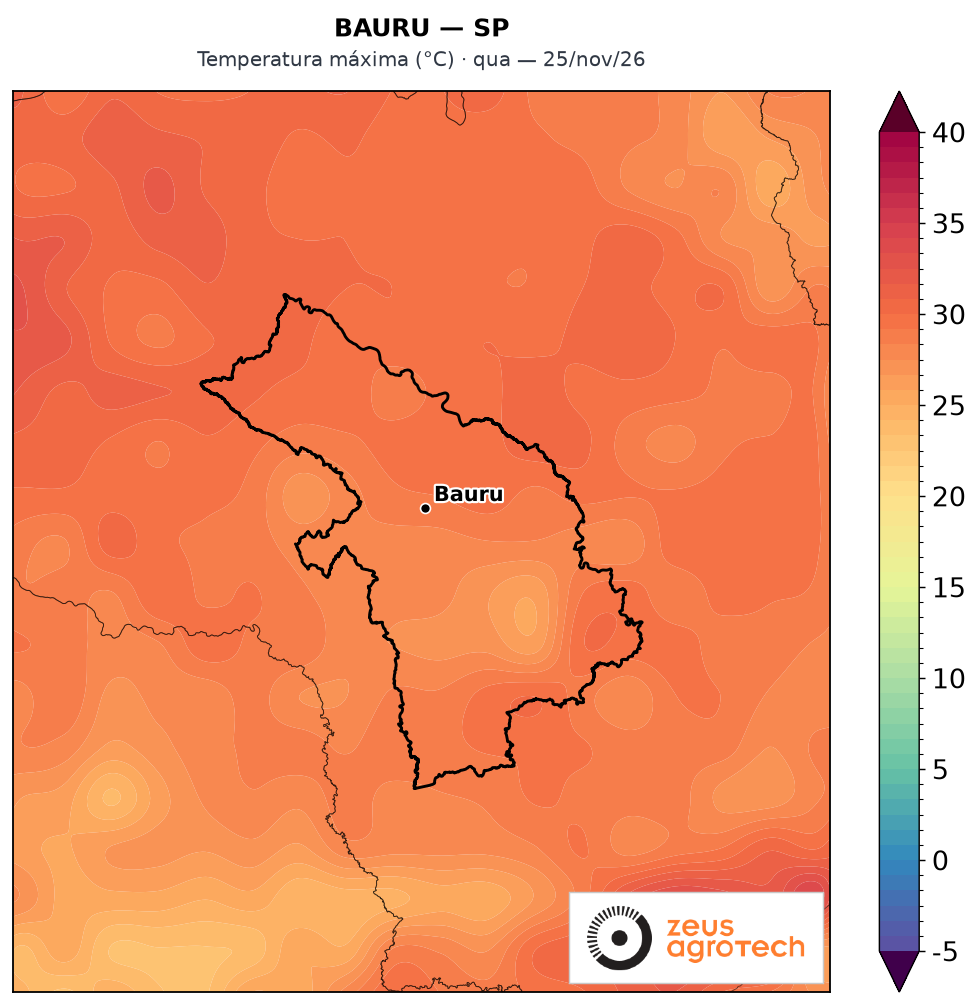 BAURU — SP
Temperatura máxima (°C) · qua — 25/nov/26
Bauru
40
35
30
25
20
15
10
5
0
-5
zeus
agrotech